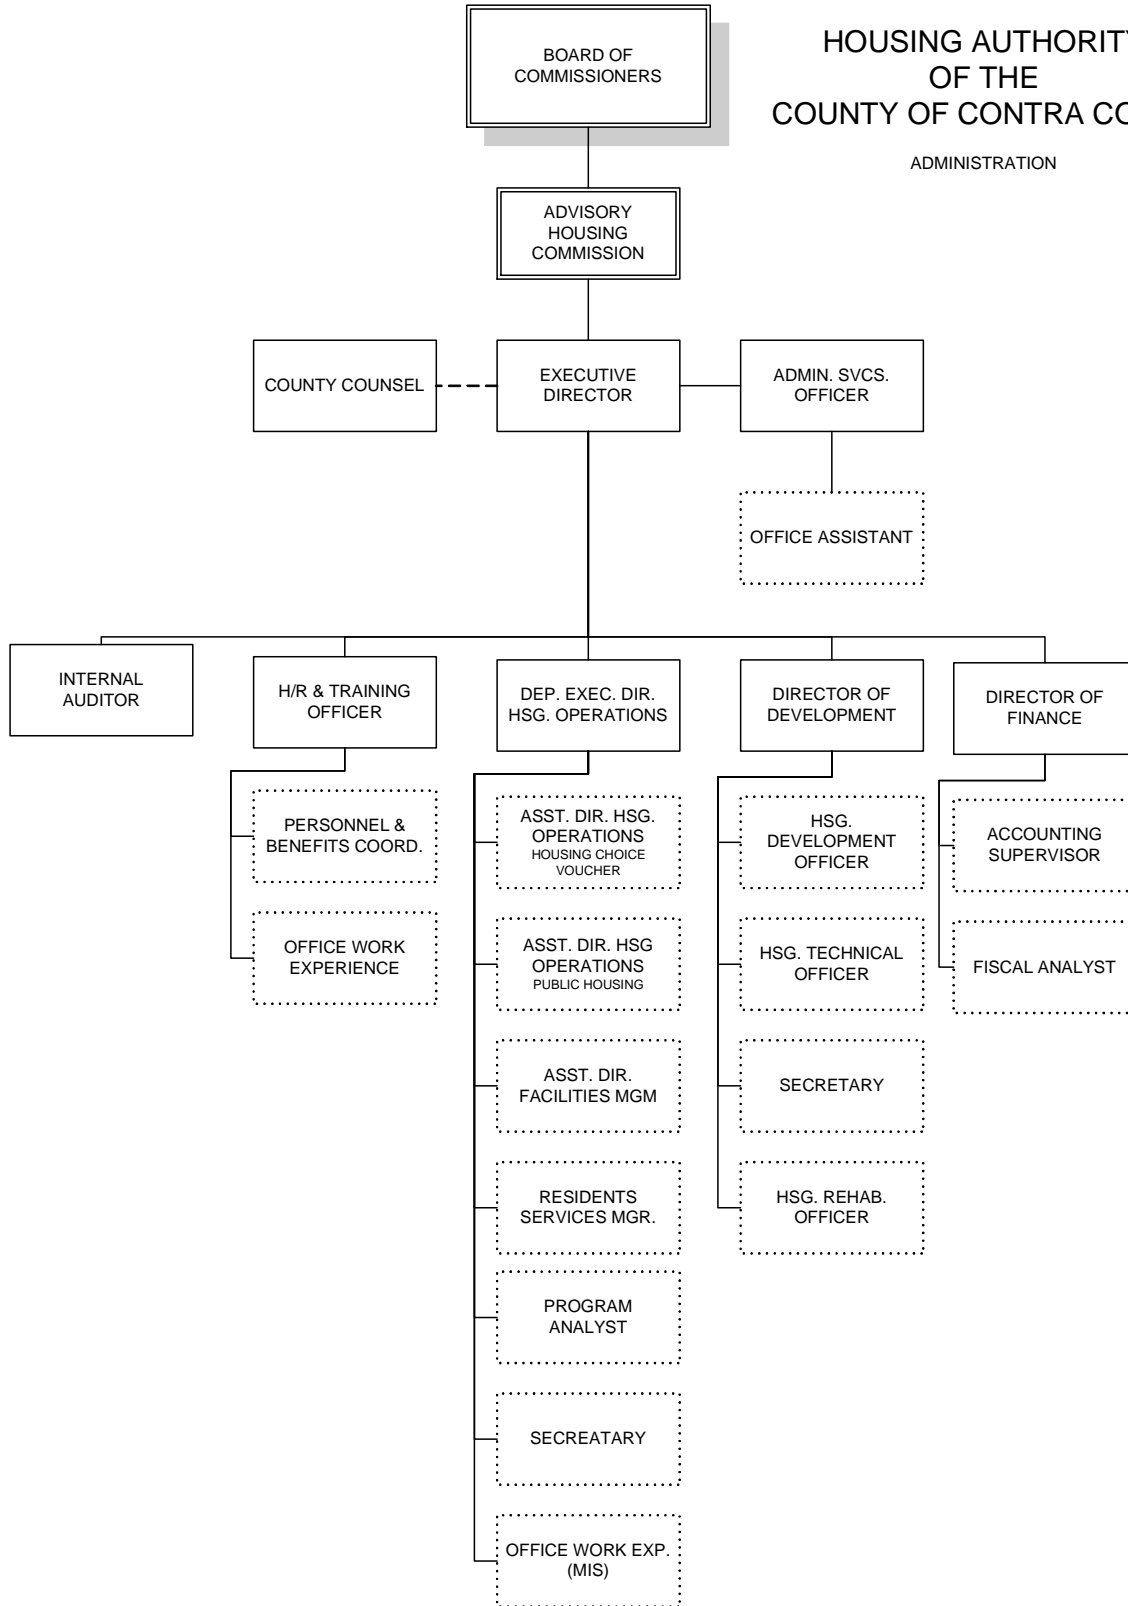 BOARD OF
COMMISSIONERS
HOUSING AUTHORITY
OF THE
COUNTY OF CONTRA CO
ADMINISTRATION
ADVISORY
HOUSING
COMMISSION
COUNTY COUNSEL
EXECUTIVE
DIRECTOR
ADMIN. SVCS.
OFFICER
OFFICE ASSISTANT
INTERNAL
AUDITOR
H/R & TRAINING
OFFICER
DEP. EXEC. DIR.
HSG. OPERATIONS
DIRECTOR OF
DEVELOPMENT
DIRECTOR OF
FINANCE
PERSONNEL &
BENEFITS COORD.
OFFICE WORK
EXPERIENCE
ASST. DIR. HSG.
OPERATIONS
HOUSING CHOICE
VOUCHER
ASST. DIR. HSG
OPERATIONS
PUBLIC HOUSING
ASST. DIR.
FACILITIES MGM
RESIDENTS
SERVICES MGR.
PROGRAM
ANALYST
SECREATARY
OFFICE WORK EXP.
(MIS)
HSG.
DEVELOPMENT
OFFICER
HSG. TECHNICAL
OFFICER
SECRETARY
HSG. REHAB.
OFFICER
ACCOUNTING
SUPERVISOR
FISCAL ANALYST